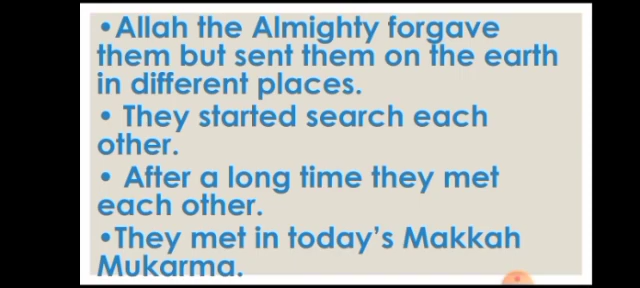 •Allah the Almighty forgave
them but sent them on the earth
in different places.
• They started search each
other.
• After a long time they met
each other.
•They met in today's Makkah
Mukarma.